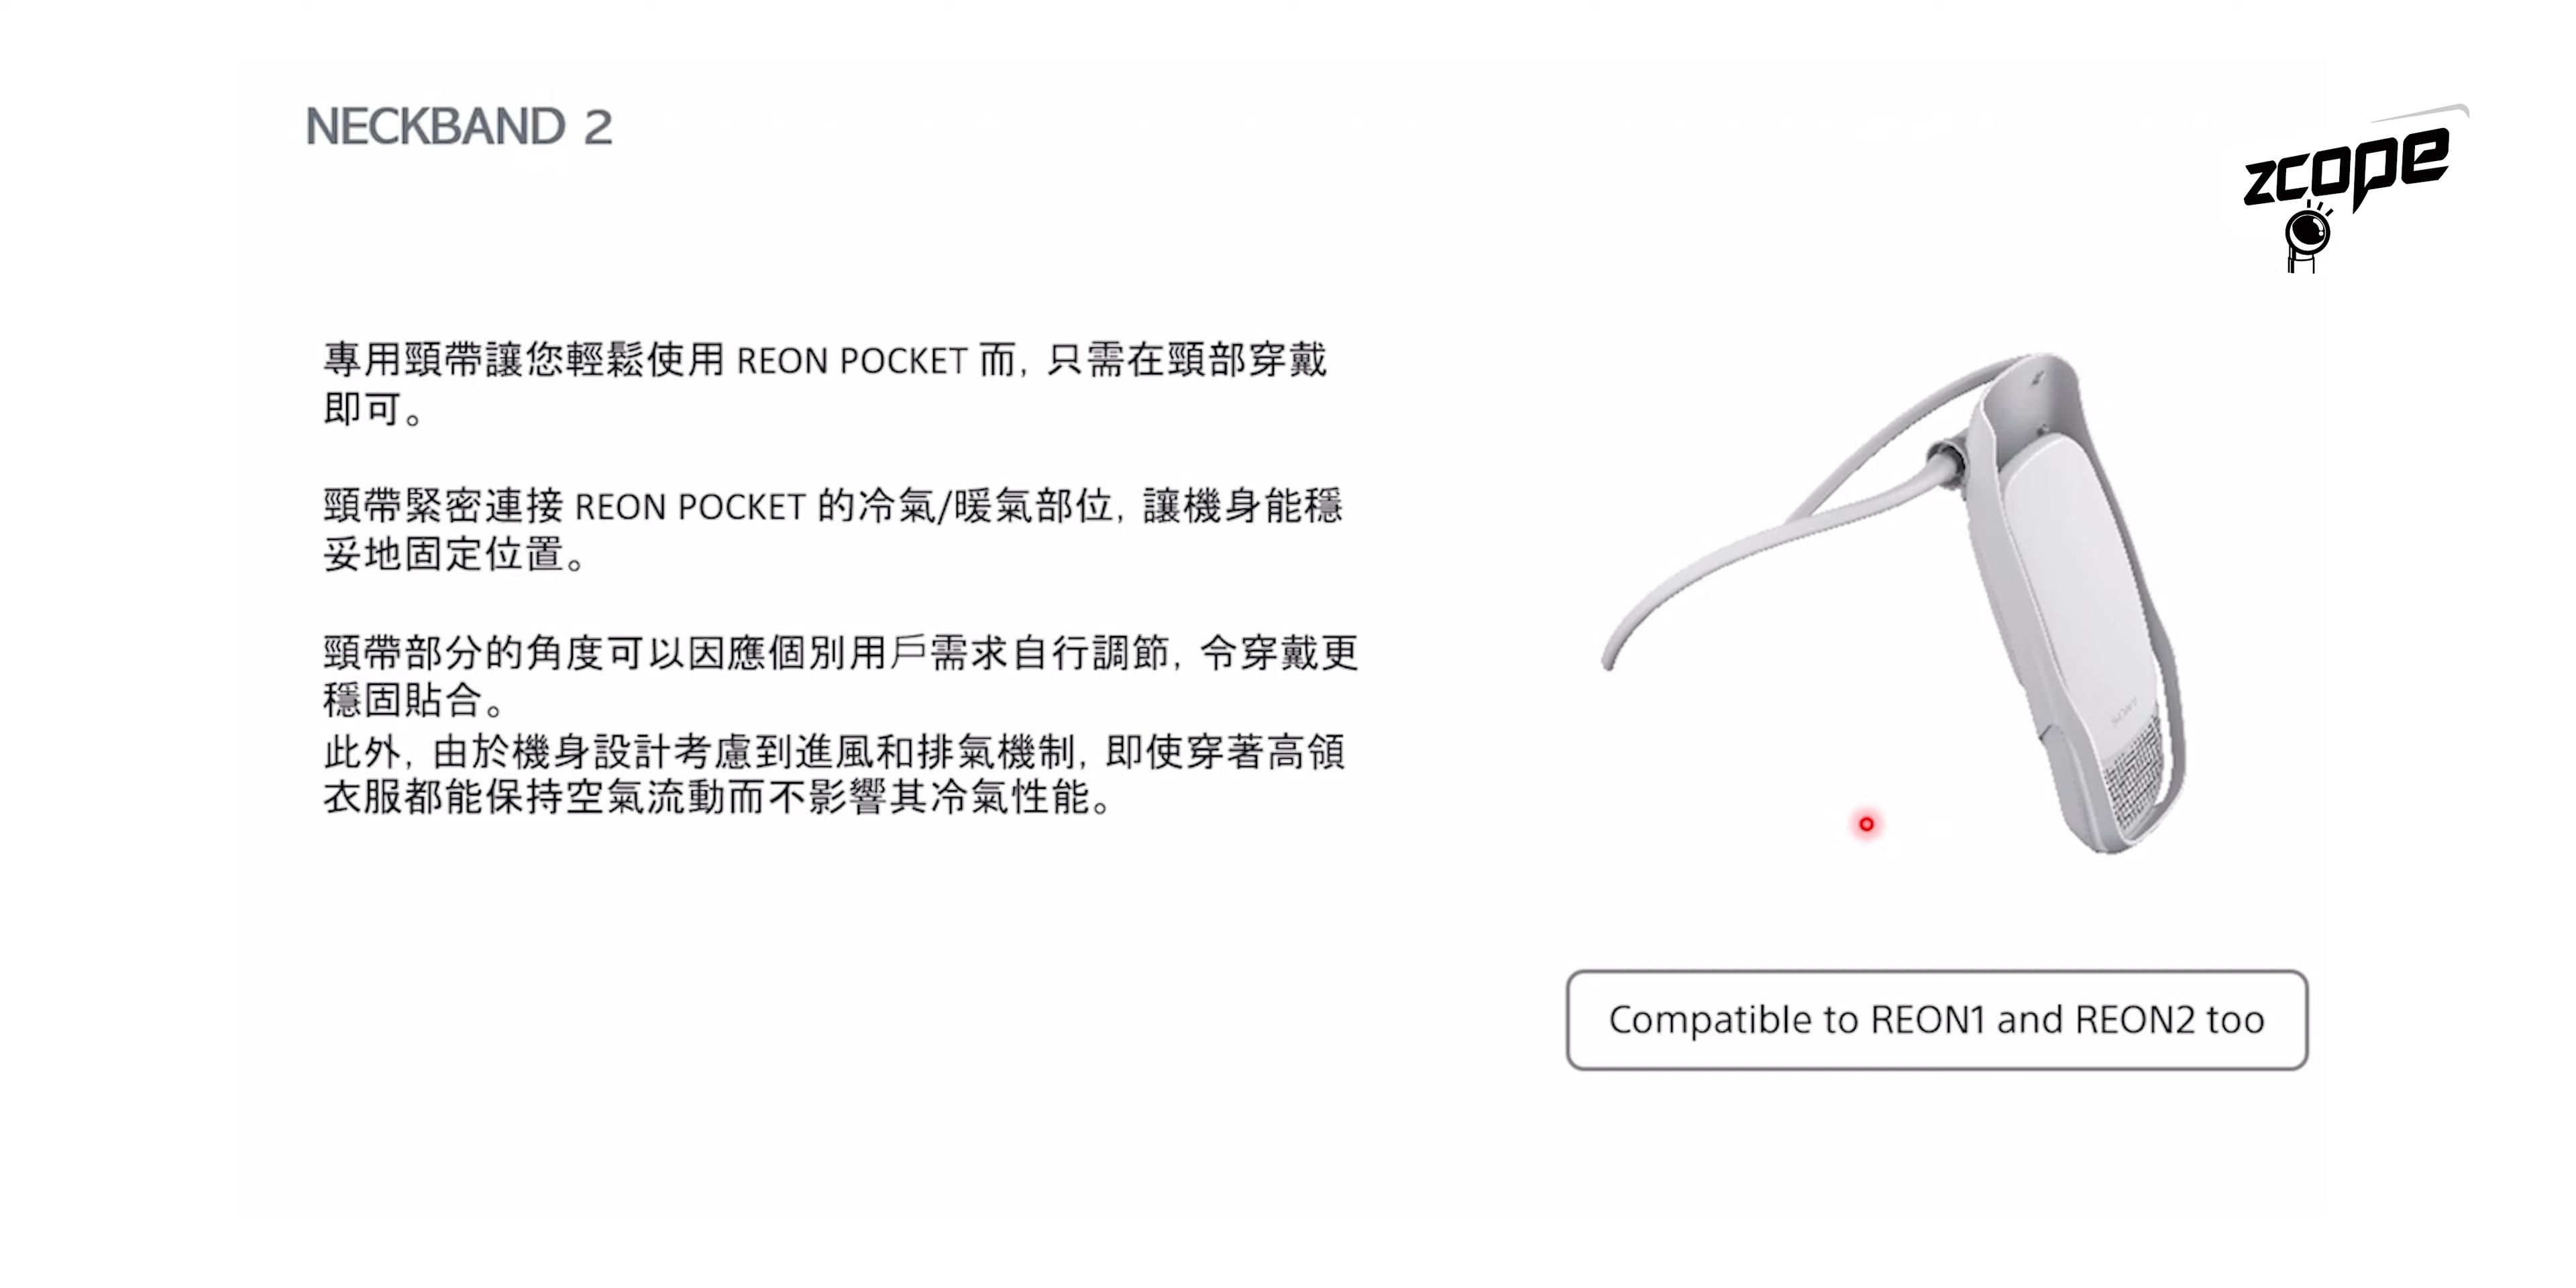 NECKBAND 2
zcope
專用頸帶讓您輕鬆使用 REON POCKET 而, 只需在頸部穿戴
即可。
頸帶緊密連接 REON POCKET 的冷氣/暖氣部位, 讓機身能穩
妥地固定位置。
頸帶部分的角度可以因應個別用戶需求自行調節, 令穿戴更
穩固貼合。
此外, 由於機身設計考慮到進風和排氣機制, 即使穿著高領
衣服都能保持空氣流動而不影響其冷氣性能。
SONY
Compatible to REON1 and REON2 too